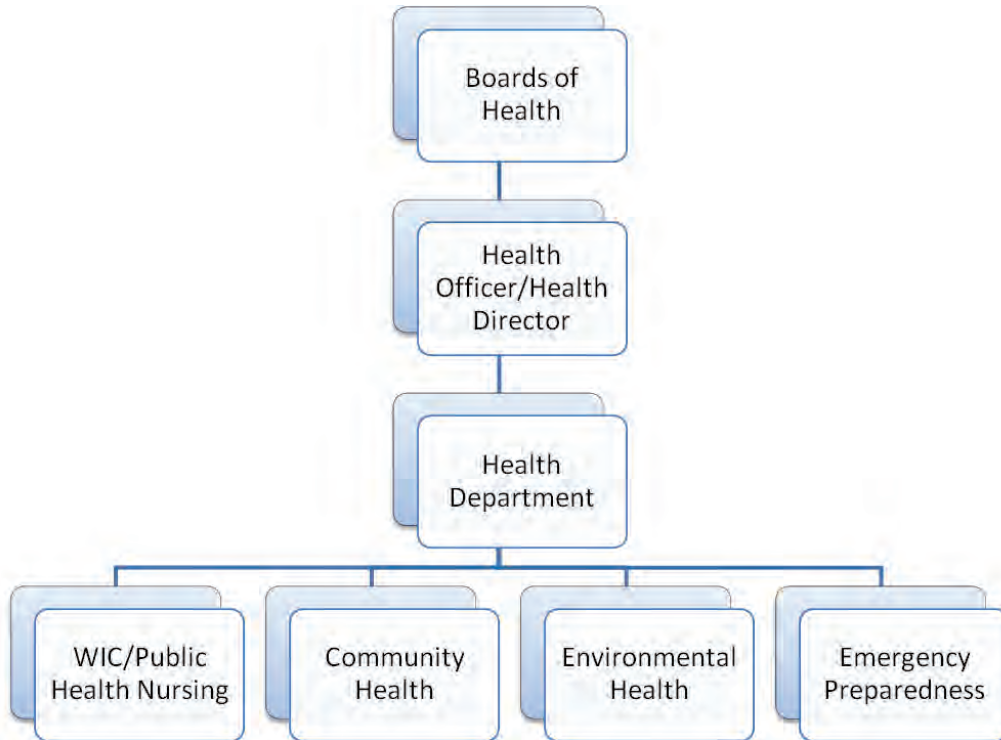 Boards of
Health
Health
Officer/Health
Director
Health
Department
WIC/Public
Health Nursing
Community
Health
Environmental
Health
Emergency
Preparedness